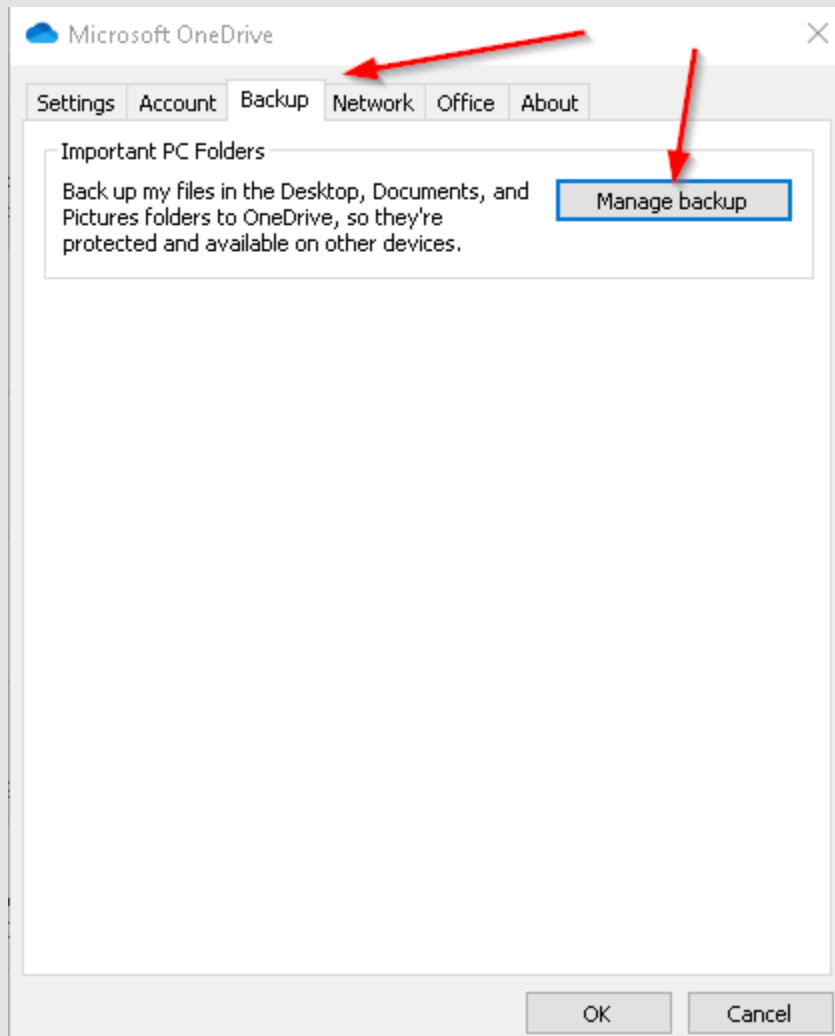 Microsoft OneDrive
Settings Account Backup Network Office About
Important PC Folders
Back up my files in the Desktop, Documents, and
Pictures folders to OneDrive, so they're
protected and available on other devices.
Manage backup
OK Cancel